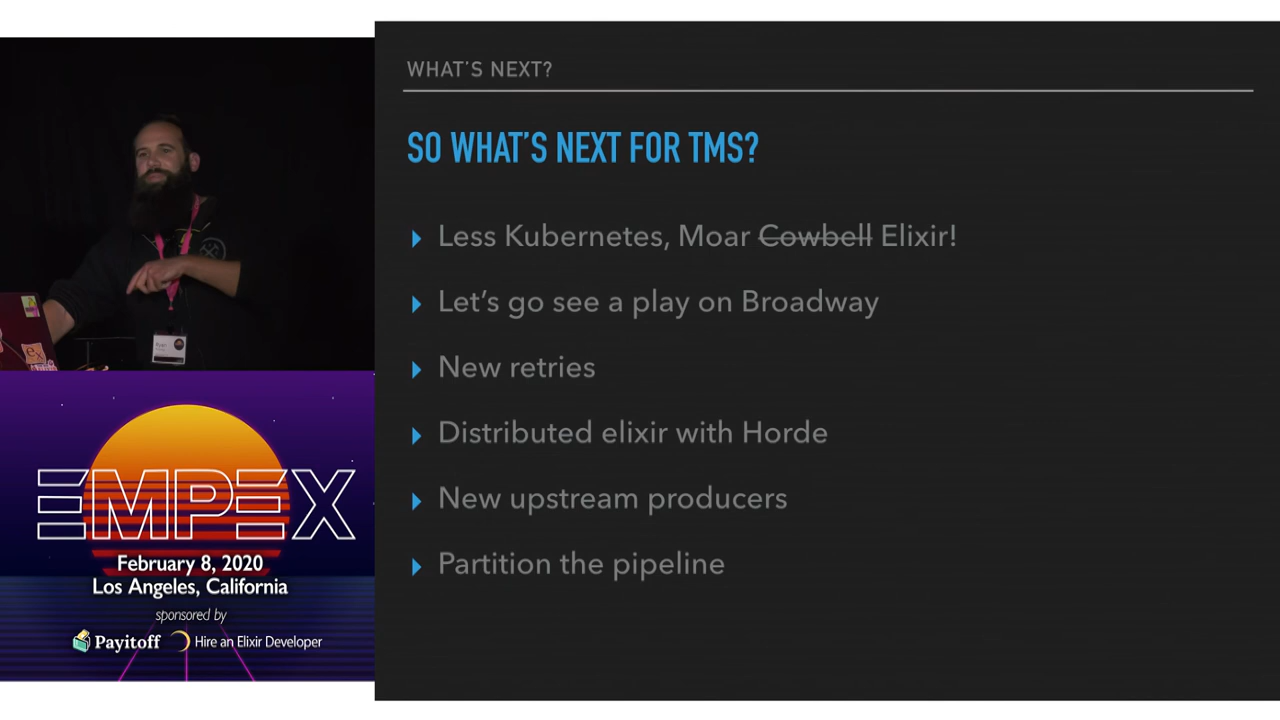 WHAT'S NEXT?
SO WHAT'S NEXT FOR TMS?
Less Kubernetes, Moar Cowbell Elixir!
Let's go see a play on Broadway
New retries
Distributed elixir with Horde
New upstream producers
Partition the pipeline
EMPEX
February 8, 2020
Los Angeles, California
sponsored by
Payitoff
Hire an Elixir Developer
ex